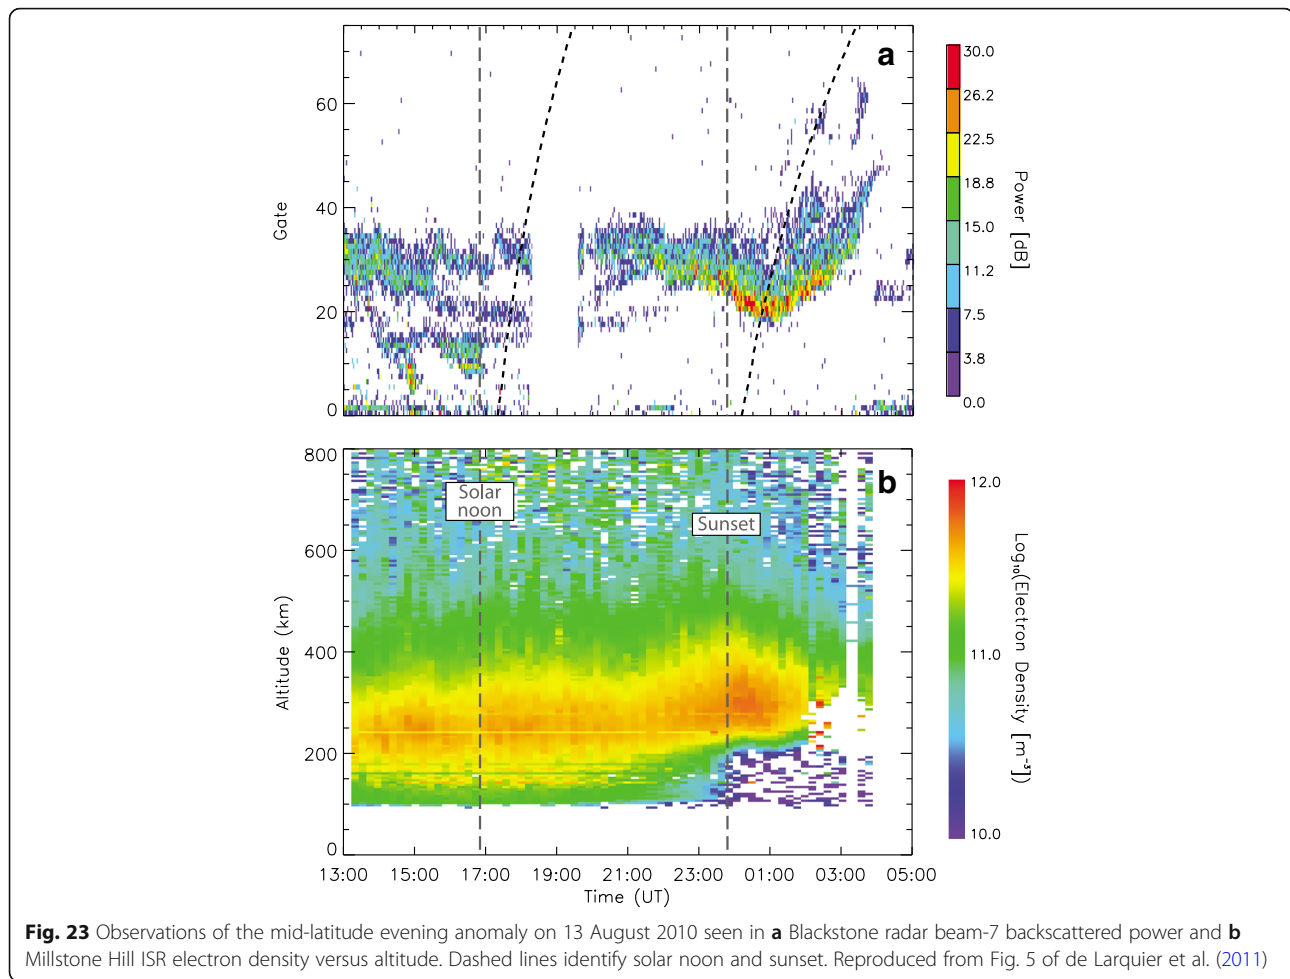 a
60
40
20
0
Gate
30.0
26.2
22.5
18.8
15.0
11.2
7.5
3.8
0.0
Power [dB]
b
800
600
400
200
0
Altitude (km)
Solar
noon
Sunset
12.0
11.0
10.0
Log₁₀(Electron Density [m⁻³])
13:00 15:00 17:00 19:00 21:00 23:00 01:00 03:00 05:00
Time (UT)
Fig. 23 Observations of the mid-latitude evening anomaly on 13 August 2010 seen in a Blackstone radar beam-7 backscattered power and b
Millstone Hill ISR electron density versus altitude. Dashed lines identify solar noon and sunset. Reproduced from Fig. 5 of de Larquier et al. (2011)